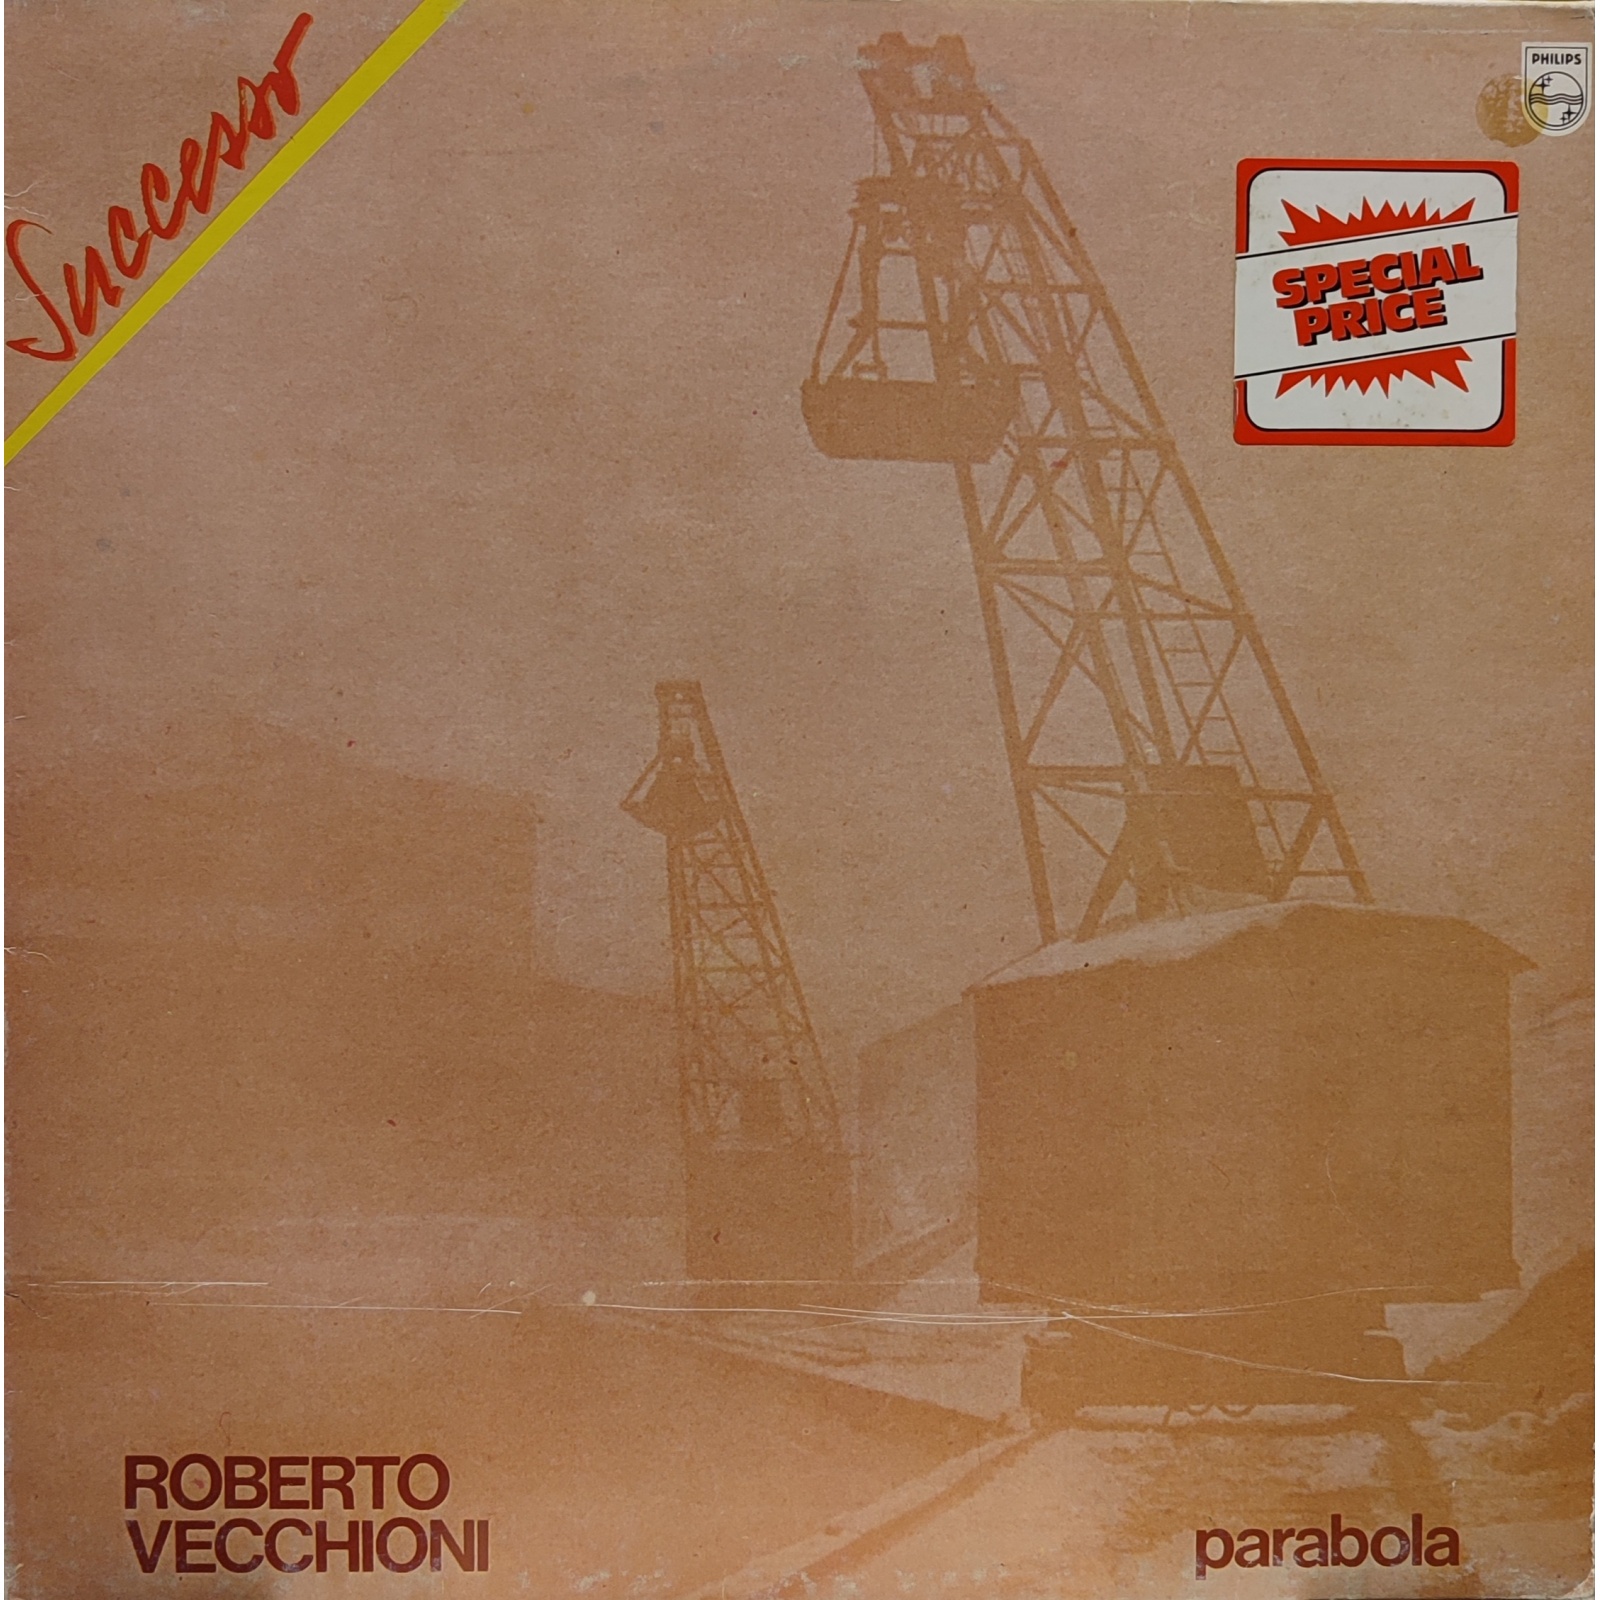 Successo
PHILIPS
SPECIAL
PRICE
ROBERTO
VECCHIONI
parabola